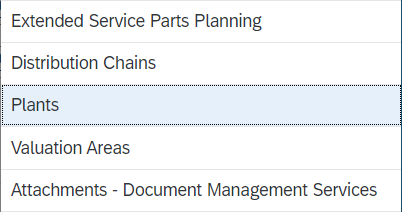 Extended Service Parts Planning
Distribution Chains
Plants
Valuation Areas
Attachments - Document Management Services